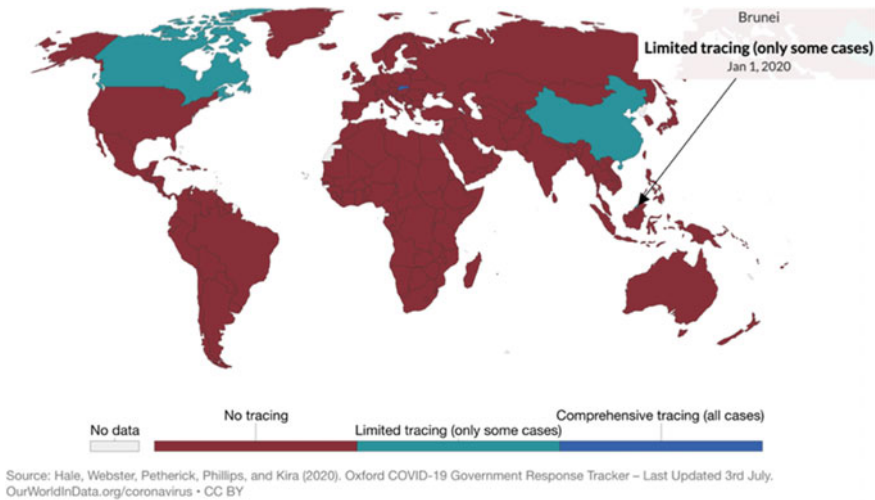 Brunei
Limited tracing (only some cases)
Jan 1, 2020
No data
No tracing
Limited tracing (only some cases)
Comprehensive tracing (all cases)
Source: Hale, Webster, Petherick, Phillips, and Kira (2020). Oxford COVID-19 Government Response Tracker – Last Updated 3rd July.
OurWorldInData.org/coronavirus • CC BY